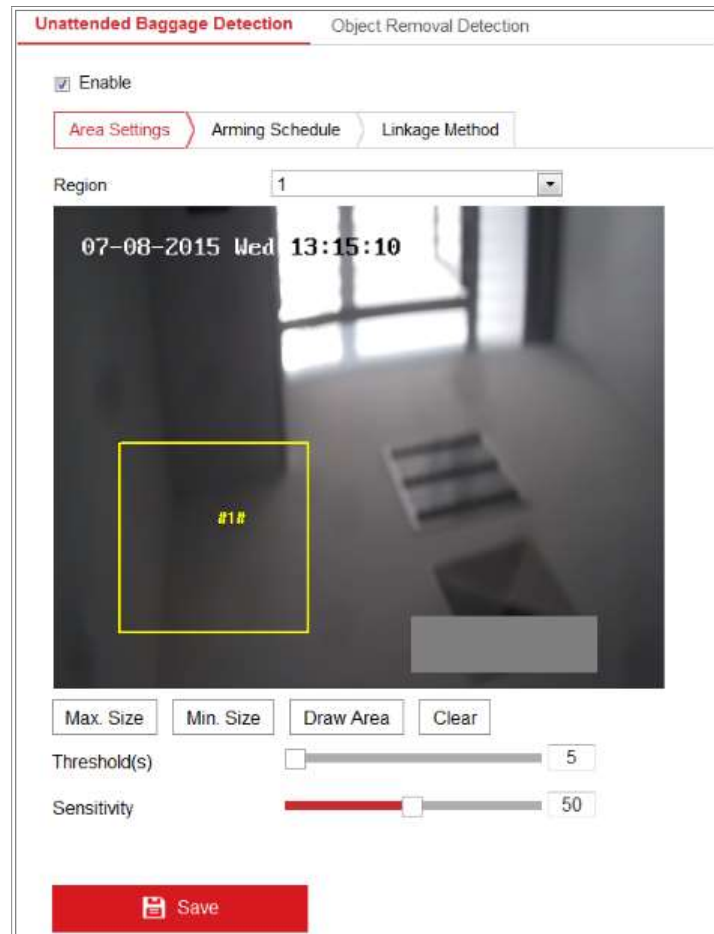 Unattended Baggage Detection Object Removal Detection
Enable
Area Settings Arming Schedule Linkage Method
Region 1
07-08-2015 Wed 13:15:10
#1#
Max. Size Min. Size Draw Area Clear
Threshold(s) 5
Sensitivity 50
Save